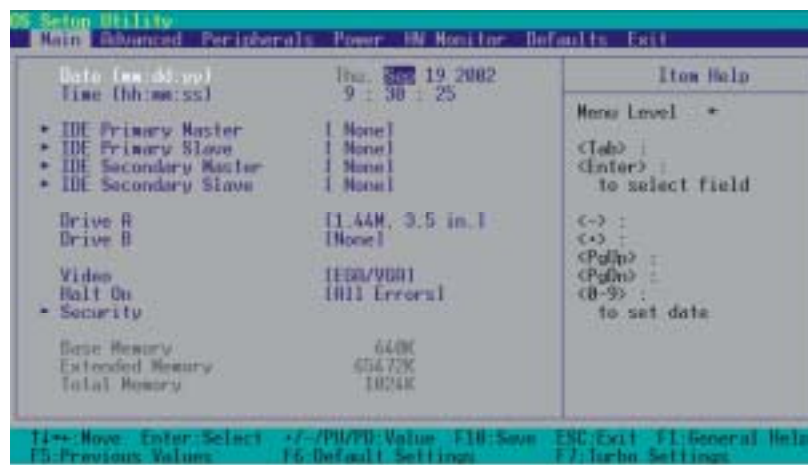 OS Setup Utility
Main Advanced Peripherals Power HW Monitor Defaults Exit
Date (mm:dd:yy) Thu, Sep 19 2002
Time (hh:mm:ss) 9 : 30 : 25
IDE Primary Master [ None]
IDE Primary Slave [ None]
IDE Secondary Master [ None]
IDE Secondary Slave [ None]
Drive A [1.44M, 3.5 in.]
Drive B [None]
Video [EGA/VGA]
Halt On [All Errors]
Security
Base Memory 640K
Extended Memory 65472K
Total Memory 1024K
Item Help
Menu Level
<Tab> :
<Enter> :
to select field
<-> :
<+> :
<PgUp> :
<PgDn> :
<0-9> :
to set date
:Move Enter:Select +/-/PU/PD:Value F10:Save ESC:Exit F1:General Help
F5:Previous Values F6:Default Settings F7:Turbo Settings